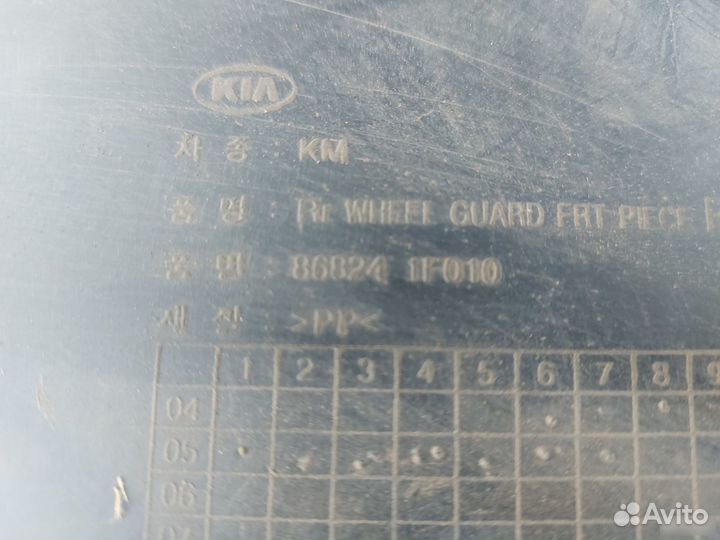 KIA
차 종 : KM
품 명 : Rr WHEEL GUARD FRT PIECE
품 번 : 86824 1F010
재 질 : >PP<
1 2 3 4 5 6 7 8 9
04
05
06
Avito